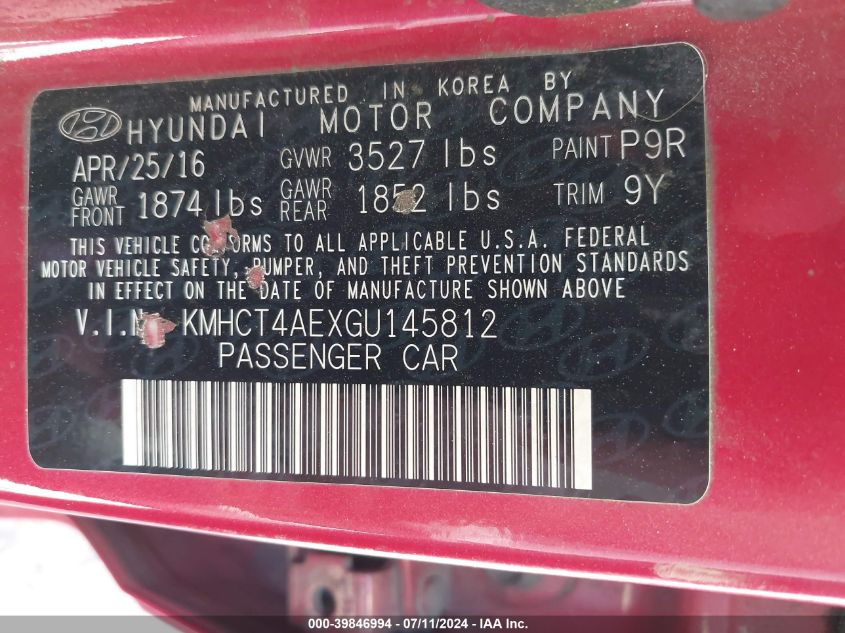 MANUFACTURED IN KOREA BY
HYUNDAI MOTOR COMPANY
APR/25/16 GVWR 3527 lbs PAINT P9R
GAWR FRONT 1874 lbs GAWR REAR 1852 lbs TRIM 9Y
THIS VEHICLE CONFORMS TO ALL APPLICABLE U.S.A. FEDERAL
MOTOR VEHICLE SAFETY, BUMPER, AND THEFT PREVENTION STANDARDS
IN EFFECT ON THE DATE OF MANUFACTURE SHOWN ABOVE
V.I.N KMHCT4AEXGU145812
PASSENGER CAR
000-39846994 - 07/11/2024 - IAA Inc.